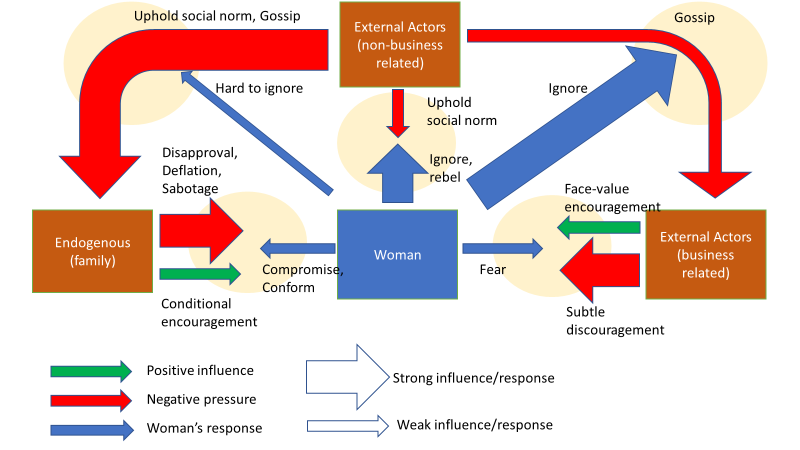 Uphold social norm, Gossip
External Actors
(non-business
related)
Gossip
Hard to ignore
Ignore
Uphold
social norm
Disapproval,
Deflation,
Sabotage
Ignore,
rebel
Face-value
encouragement
Endogenous
(family)
Woman
External Actors
(business
related)
Compromise,
Conform
Fear
Conditional
encouragement
Subtle
discouragement
Positive influence
Strong influence/response
Negative pressure
Weak influence/response
Woman’s response